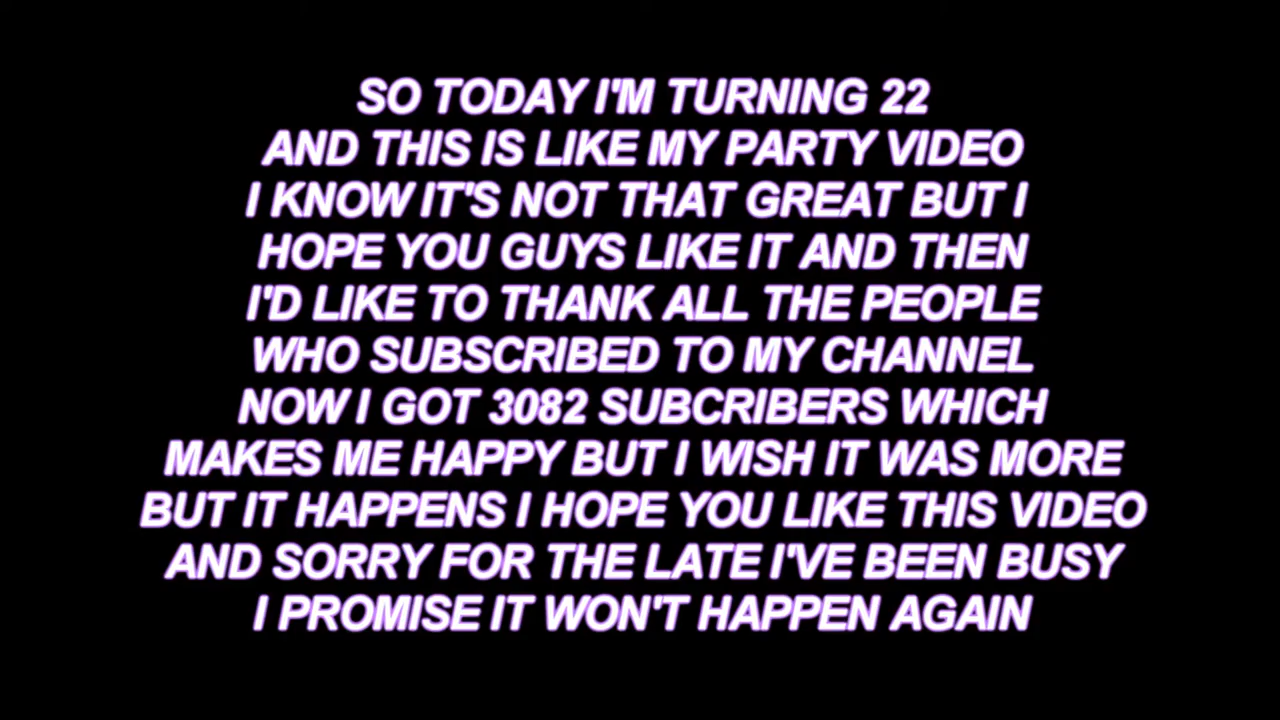 SO TODAY I'M TURNING 22
AND THIS IS LIKE MY PARTY VIDEO
I KNOW IT'S NOT THAT GREAT BUT I
HOPE YOU GUYS LIKE IT AND THEN
I'D LIKE TO THANK ALL THE PEOPLE
WHO SUBSCRIBED TO MY CHANNEL
NOW I GOT 3082 SUBCRIBERS WHICH
MAKES ME HAPPY BUT I WISH IT WAS MORE
BUT IT HAPPENS I HOPE YOU LIKE THIS VIDEO
AND SORRY FOR THE LATE I'VE BEEN BUSY
I PROMISE IT WON'T HAPPEN AGAIN